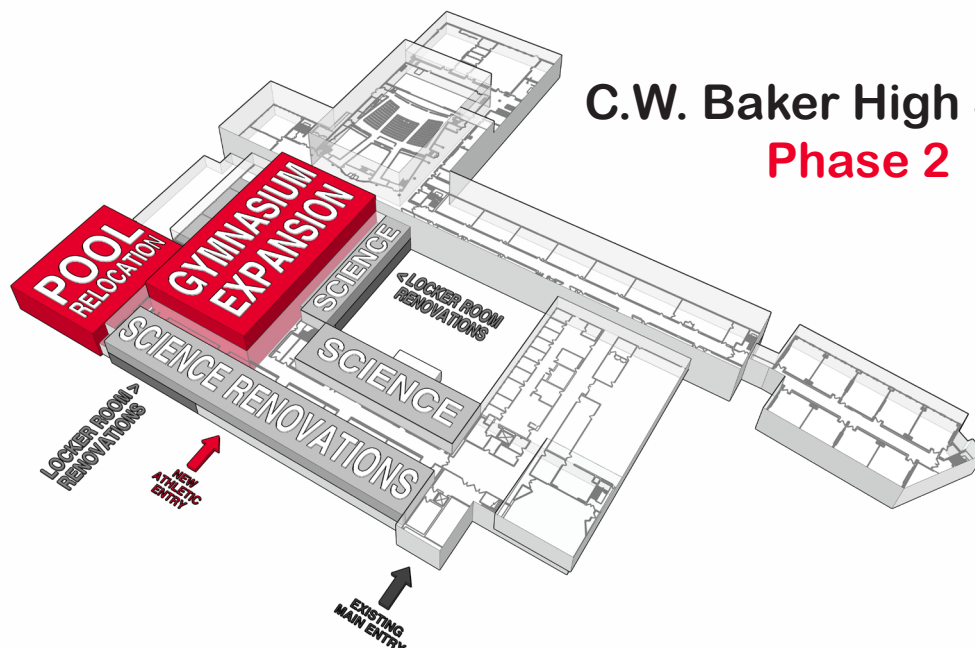 C.W. Baker High
Phase 2
POOL
RELOCATION
GYMNASIUM
EXPANSION
SCIENCE
< LOCKER ROOM
RENOVATIONS
SCIENCE
SCIENCE RENOVATIONS
LOCKER ROOM >
RENOVATIONS
NEW
ATHLETIC
ENTRY
EXISTING
MAIN ENTRY